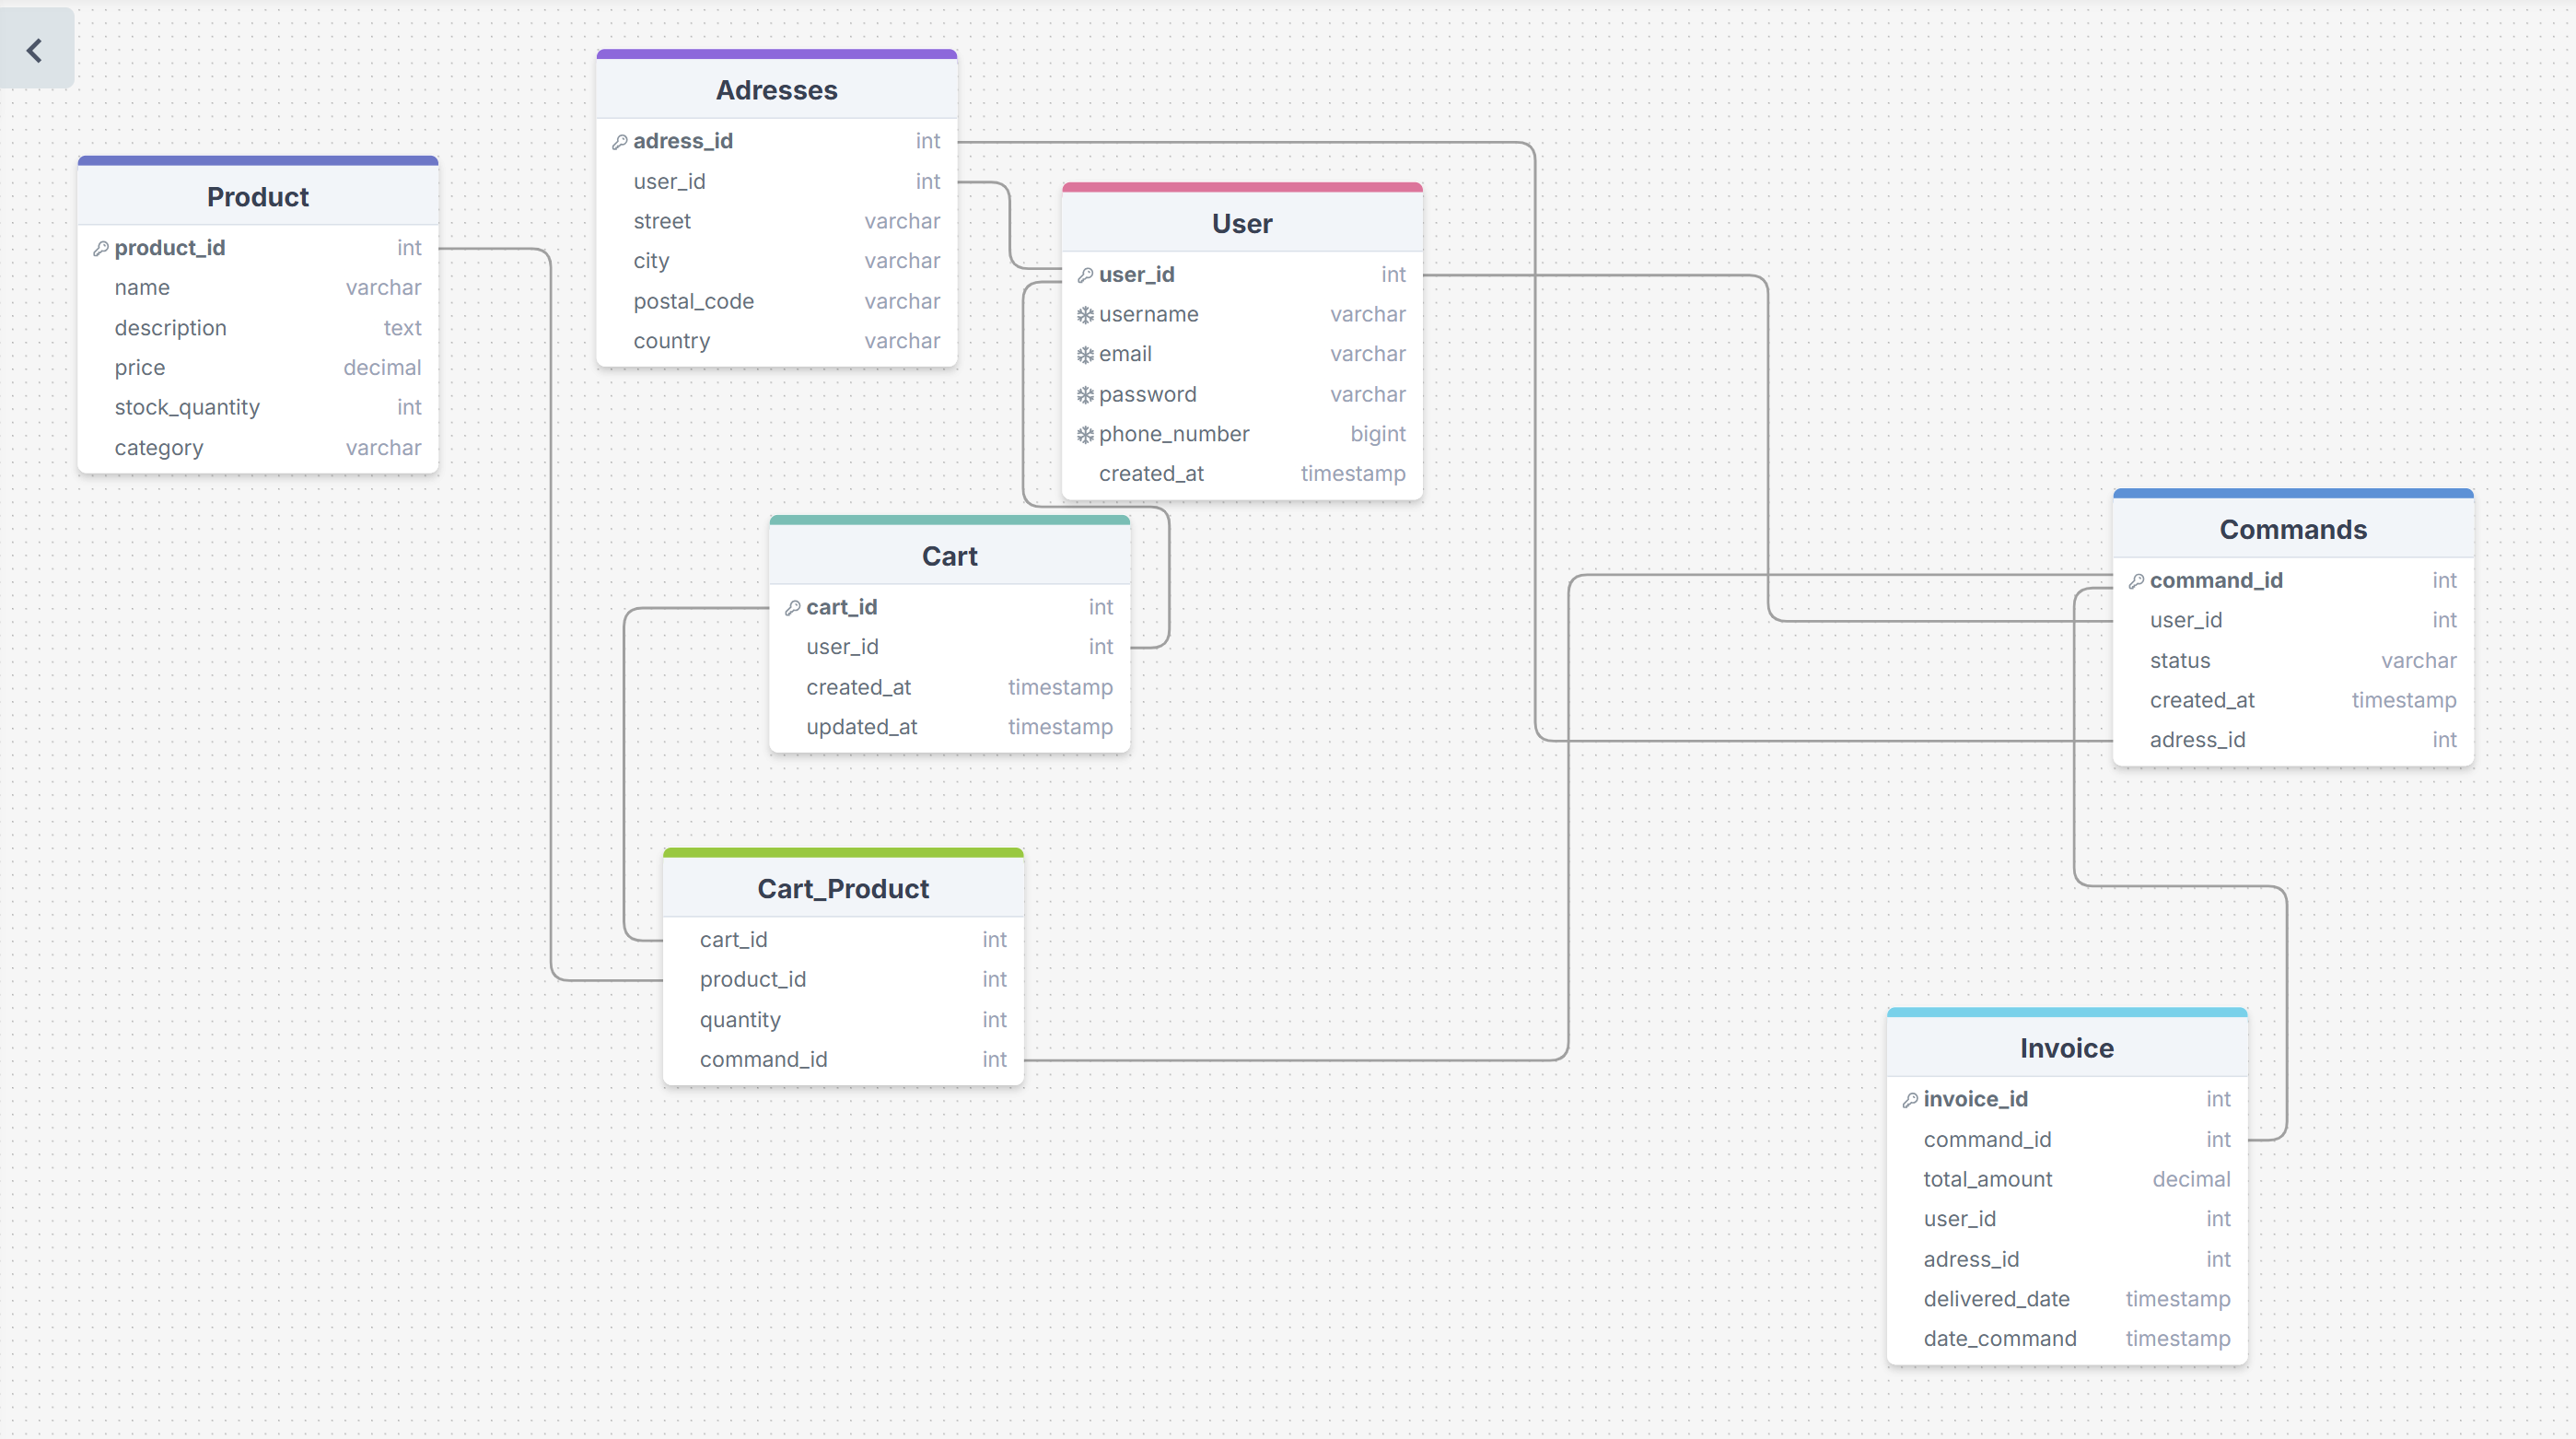 Adresses
adress_id int
user_id int
street varchar
city varchar
postal_code varchar
country varchar
Product
product_id int
name varchar
description text
price decimal
stock_quantity int
category varchar
User
user_id int
username varchar
email varchar
password varchar
phone_number bigint
created_at timestamp
Cart
cart_id int
user_id int
created_at timestamp
updated_at timestamp
Commands
command_id int
user_id int
status varchar
created_at timestamp
adress_id int
Cart_Product
cart_id int
product_id int
quantity int
command_id int
Invoice
invoice_id int
command_id int
total_amount decimal
user_id int
adress_id int
delivered_date timestamp
date_command timestamp